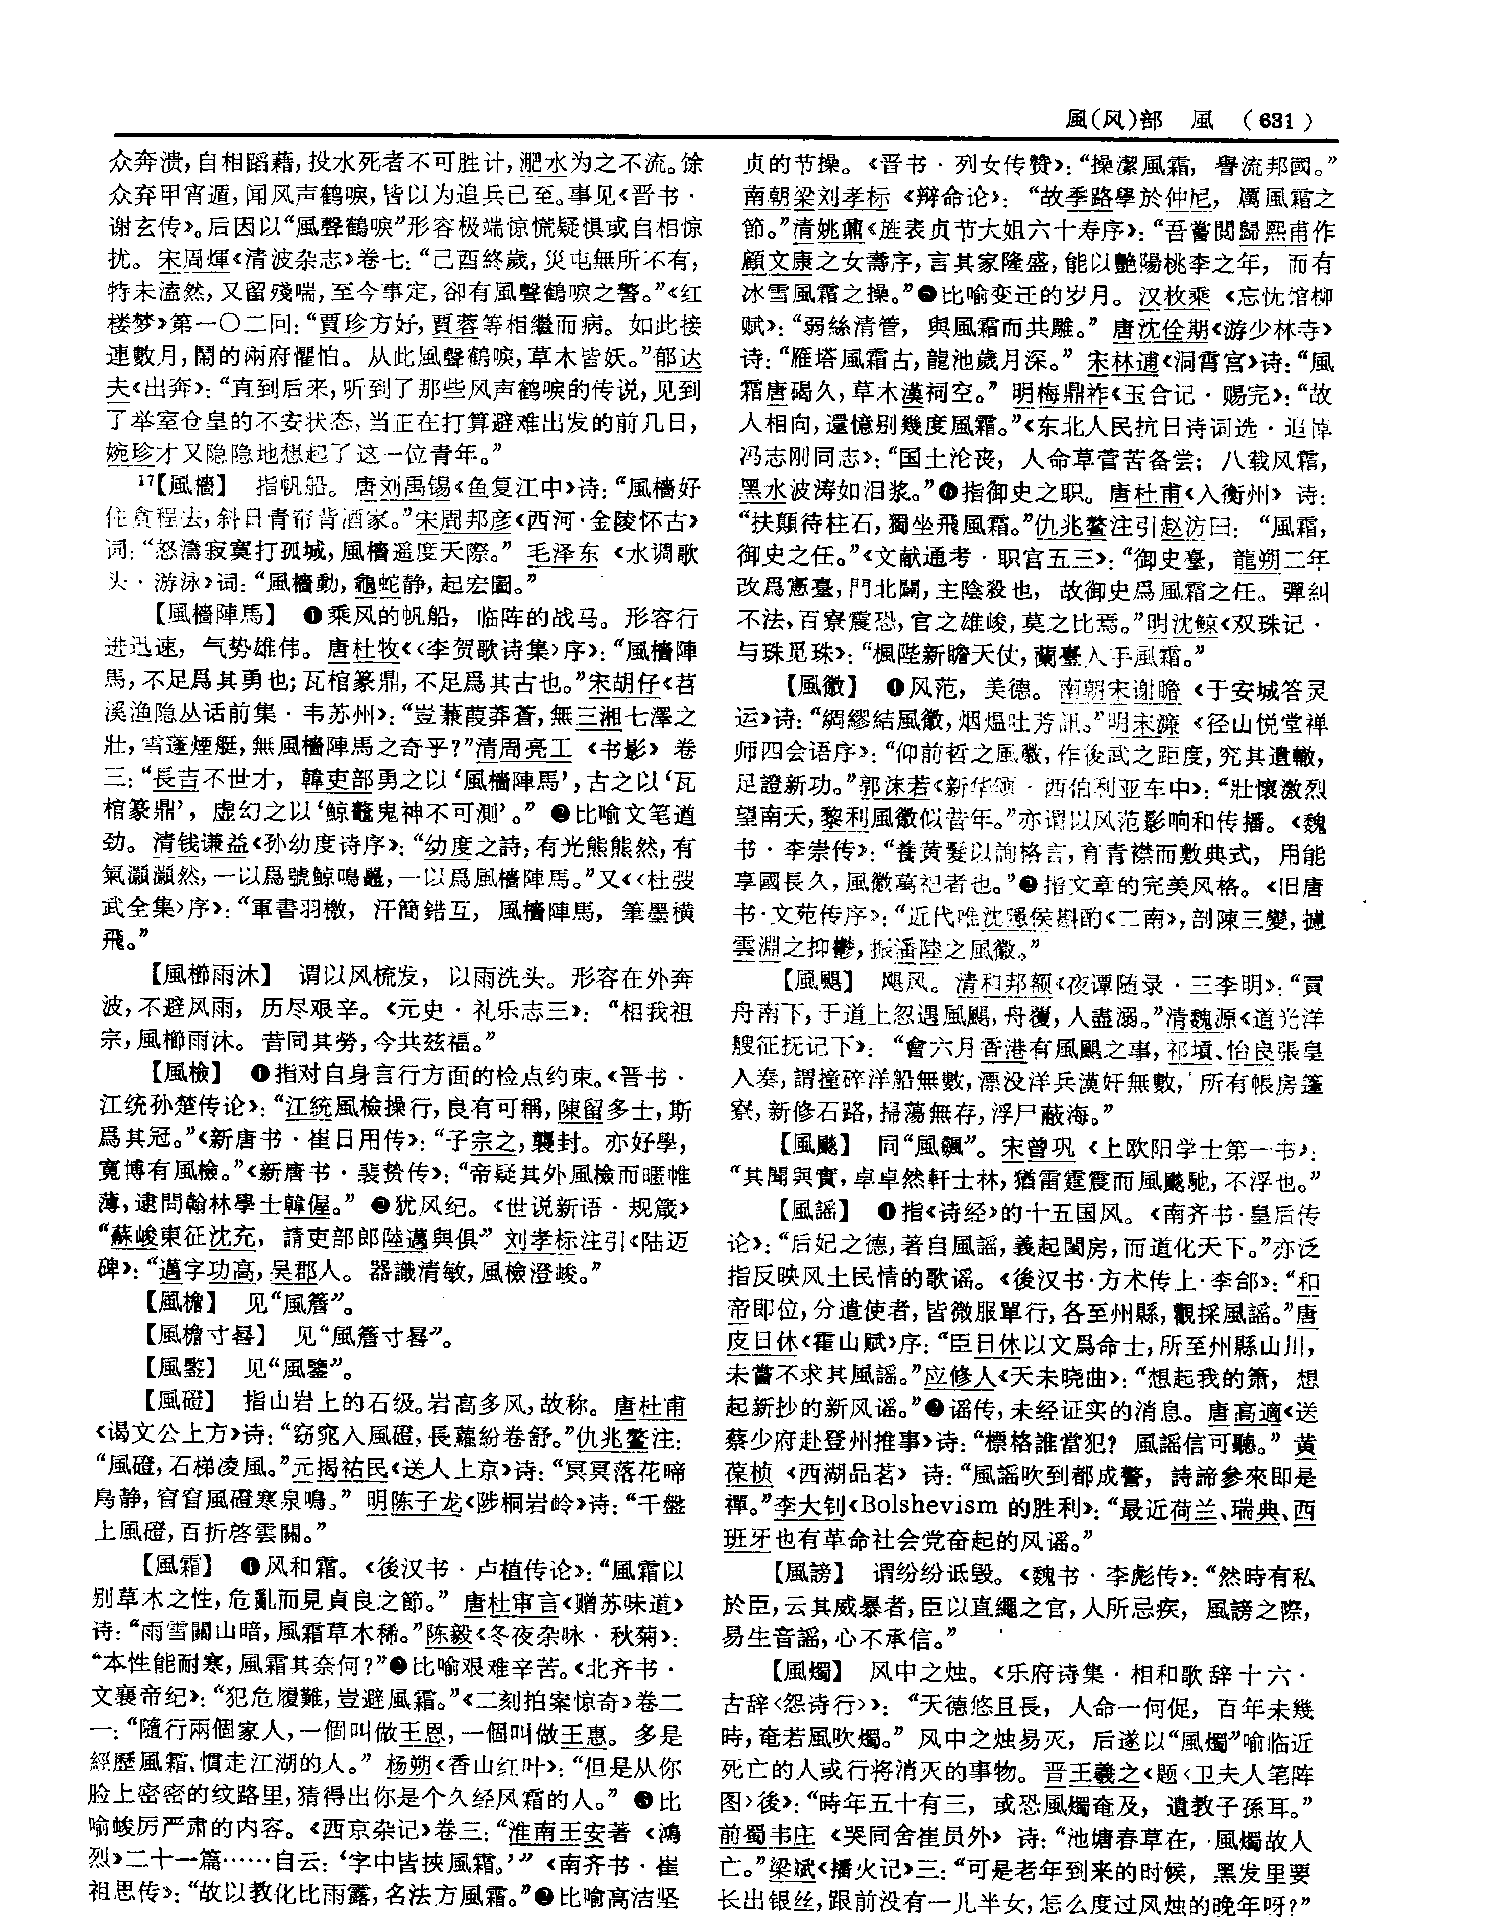 風(风)部 風 (631)
众奔溃,自相蹈藉,投水死者不可胜计,淝水为之不流。馀
众弃甲宵遁,闻风声鹤唳,皆以为追兵已至。事见《晋书·
谢玄传》。后因以“風聲鶴唳”形容极端惊慌疑惧或自相惊
扰。宋周煇《清波杂志》卷七:“己酉終歲,災屯無所不有,
特未溘然,又留殘喘,至今事定,卻有風聲鶴唳之警。”《红
楼梦》第一〇二回:“賈珍方好,賈蓉等相繼而病。如此接
連數月,鬧的兩府懼怕。从此風聲鶴唳,草木皆妖。”郁达
夫《出奔》:“直到后来,听到了那些风声鹤唳的传说,见到
了举室仓皇的不安状态,当正在打算避难出发的前几日,
婉珍才又隐隐地想起了这一位青年。”
17【風檣】 指帆船。唐刘禹锡《鱼复江中》诗:“風檣好
住貪程去,斜日青帘背酒家。”宋周邦彦《西河·金陵怀古》
词:“怒濤寂寞打孤城,風檣遥度天際。” 毛泽东《水调歌
头·游泳》词:“風檣動,龜蛇静,起宏圖。”
【風檣陣馬】 ❶乘风的帆船,临阵的战马。形容行
进迅速,气势雄伟。唐杜牧《〈李贺歌诗集〉序》:“風檣陣
馬,不足爲其勇也;瓦棺篆鼎,不足爲其古也。”宋胡仔《苕
溪渔隐丛话前集·韦苏州》:“豈蒹葭莽蒼,無三湘七澤之
壯,雪蓬煙艇,無風檣陣馬之奇乎?”清周亮工《书影》卷
三:“長吉不世才,韓吏部勇之以‘風檣陣馬’,古之以‘瓦
棺篆鼎’,虚幻之以‘鯨鼇鬼神不可測’。” ❷比喻文笔遒
劲。清钱谦益《孙幼度诗序》:“幼度之詩,有光熊熊然,有
氣灝灝然,一以爲號鯨鳴鼉,一以爲風檣陣馬。”又《〈杜弢
武全集〉序》:“軍書羽檄,汗簡錯互,風檣陣馬,筆墨橫
飛。”
【風櫛雨沐】 谓以风梳发,以雨洗头。形容在外奔
波,不避风雨,历尽艰辛。《元史·礼乐志三》:“相我祖
宗,風櫛雨沐。昔同其勞,今共兹福。”
【風檢】 ❶指对自身言行方面的检点约束。《晋书·
江统孙楚传论》:“江統風檢操行,良有可稱,陳留多士,斯
爲其冠。”《新唐书·崔日用传》:“子宗之,襲封。亦好學,
寬博有風檢。”《新唐书·裴贽传》:“帝疑其外風檢而暱帷
薄,逮問翰林學士韓偓。” ❷犹风纪。《世说新语·规箴》
“蘇峻東征沈充,請吏部郎陸邁與俱” 刘孝标注引《陆迈
碑》:“邁字功高,吴郡人。器識清敏,風檢澄峻。”
【風檐】 见“風簷”。
【風檐寸晷】 见“風簷寸晷”。
【風鍳】 见“風鑒”。
【風磴】 指山岩上的石级。岩高多风,故称。唐杜甫
《谒文公上方》诗:“窈窕入風磴,長蘿紛卷舒。”仇兆鳌注:
“風磴,石梯凌風。”元揭祐民《送人上京》诗:“冥冥落花啼
鳥静,窅窅風磴寒泉鳴。” 明陈子龙《陟桐岩岭》诗:“千盤
上風磴,百折啓雲關。”
【風霜】 ❶风和霜。《後汉书·卢植传论》:“風霜以
别草木之性,危亂而見貞良之節。” 唐杜审言《赠苏味道》
诗:“雨雪關山暗,風霜草木稀。”陈毅《冬夜杂咏·秋菊》:
“本性能耐寒,風霜其奈何?”❷比喻艰难辛苦。《北齐书·
文襄帝纪》:“犯危履難,豈避風霜。”《二刻拍案惊奇》卷二
一:“隨行兩個家人,一個叫做王恩,一個叫做王惠。多是
經歷風霜、慣走江湖的人。” 杨朔《香山红叶》:“但是从你
脸上密密的纹路里,猜得出你是个久经风霜的人。” ❸比
喻峻厉严肃的内容。《西京杂记》卷三:“淮南王安著《鴻
烈》二十一篇……自云:‘字中皆挾風霜。’”《南齐书·崔
祖思传》:“故以教化比雨露,名法方風霜。”❹比喻高洁坚
贞的节操。《晋书·列女传赞》:“操潔風霜,譽流邦國。”
南朝梁刘孝标《辩命论》:“故季路學於仲尼,厲風霜之
節。”清姚鼐《旌表贞节大姐六十寿序》:“吾嘗閲歸熙甫作
顧文康之女壽序,言其家隆盛,能以艷陽桃李之年,而有
冰雪風霜之操。”❺比喻变迁的岁月。汉枚乘《忘忧馆柳
赋》:“弱絲清管,與風霜而共雕。” 唐沈佺期《游少林寺》
诗:“雁塔風霜古,龍池歲月深。” 宋林逋《洞霄宫》诗:“風
霜唐碣久,草木漢祠空。” 明梅鼎祚《玉合记·赐完》:“故
人相向,還憶别幾度風霜。”《东北人民抗日诗词选·追悼
冯志刚同志》:“国土沦丧,人命草菅苦备尝;八载风霜,
黑水波涛如泪浆。”❻指御史之职。唐杜甫《入衡州》诗:
“扶顛待柱石,獨坐飛風霜。”仇兆鳌注引赵汸曰:“風霜,
御史之任。”《文献通考·职官五三》:“御史臺,龍朔二年
改爲憲臺,門北闢,主陰殺也,故御史爲風霜之任。彈糾
不法,百寮震恐,官之雄峻,莫之比焉。”明沈鲸《双珠记·
与珠觅珠》:“楓陛新瞻天仗,蘭臺入手風霜。”
【風徽】 ❶风范,美德。南朝宋谢瞻《于安城答灵
运》诗:“綢繆結風徽,烟煴吐芳訊。”明宋濂《径山悦堂禅
师四会语序》:“仰前哲之風徽,作後武之距度,究其遺轍,
足證新功。”郭沫若《新华颂·西伯利亚车中》:“壯懷激烈
望南天,黎利風徽似昔年。”亦谓以风范影响和传播。《魏
书·李崇传》:“養黄髮以詢格言,育青襟而敷典式,用能
享國長久,風徽萬祀者也。”❷指文章的完美风格。《旧唐
书·文苑传序》:“近代唯沈隱侯斟酌《二南》,剖陳三變,攄
雲淵之抑鬱,振潘陸之風徽。”
【風颶】 飓风。清和邦额《夜谭随录·三李明》:“買
舟南下,于道上忽遇風颶,舟覆,人盡溺。”清魏源《道光洋
艘征抚记下》:“會六月香港有風颶之事,祁𡎴、怡良張皇
入奏,謂撞碎洋船無數,漂没洋兵漢奸無數,所有帳房篷
寮,新修石路,掃蕩無存,浮尸蔽海。”
【風飈】 同“風飆”。宋曾巩《上欧阳学士第一书》:
“其聞與實,卓卓然軒士林,猶雷霆震而風飈馳,不浮也。”
【風謡】 ❶指《诗经》的十五国风。《南齐书·皇后传
论》:“后妃之德,著自風謡,義起閨房,而道化天下。”亦泛
指反映风土民情的歌谣。《後汉书·方术传上·李郃》:“和
帝即位,分遣使者,皆微服單行,各至州縣,觀採風謡。”唐
皮日休《霍山赋》序:“臣日休以文爲命士,所至州縣山川,
未嘗不求其風謡。”应修人《天未晓曲》:“想起我的箫,想
起新抄的新风谣。”❷谣传,未经证实的消息。唐高適《送
蔡少府赴登州推事》诗:“標格誰當犯?風謡信可聽。” 黄
葆桢《西湖品茗》诗:“風謡吹到都成警,詩諦參來即是
禪。”李大钊《Bolshevism 的胜利》:“最近荷兰、瑞典、西
班牙也有革命社会党奋起的风谣。”
【風謗】 谓纷纷诋毁。《魏书·李彪传》:“然時有私
於臣,云其威暴者,臣以直繩之官,人所忌疾,風謗之際,
易生音謡,心不承信。”
【風燭】 风中之烛。《乐府诗集·相和歌辞十六·
古辞〈怨诗行〉》:“天德悠且長,人命一何促,百年未幾
時,奄若風吹燭。” 风中之烛易灭,后遂以“風燭”喻临近
死亡的人或行将消灭的事物。晋王羲之《题〈卫夫人笔阵
图〉後》:“時年五十有三,或恐風燭奄及,遺教子孫耳。”
前蜀韦庄《哭同舍崔员外》诗:“池塘春草在,風燭故人
亡。”梁斌《播火记》三:“可是老年到来的时候,黑发里要
长出银丝,跟前没有一儿半女,怎么度过风烛的晚年呀?”